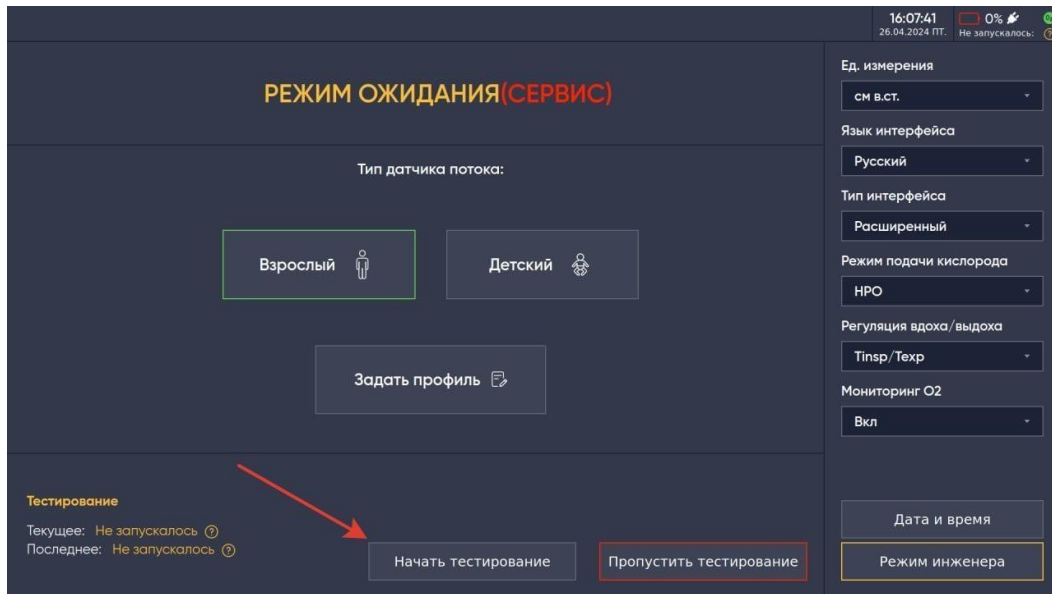 16:07:41
26.04.2024 ПТ.
0%
Не запускалось:
РЕЖИМ ОЖИДАНИЯ(СЕРВИС)
Тип датчика потока:
Взрослый
Детский
Задать профиль
Тестирование
Текущее: Не запускалось ?
Последнее: Не запускалось ?
Начать тестирование
Пропустить тестирование
Ед. измерения
см в.ст.
Язык интерфейса
Русский
Тип интерфейса
Расширенный
Режим подачи кислорода
НРО
Регуляция вдоха/выдоха
Tinsp/Texp
Мониторинг О2
Вкл
Дата и время
Режим инженера